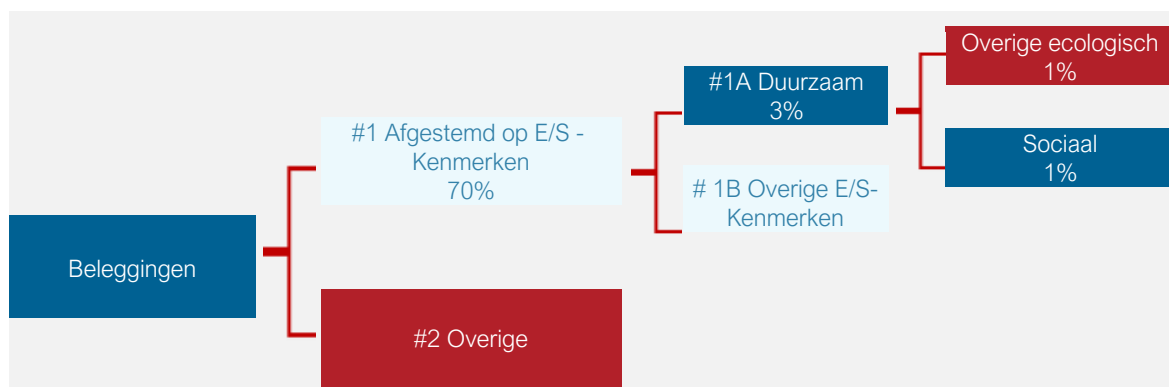 Beleggingen
#1 Afgestemd op E/S -
Kenmerken
70%
#2 Overige
#1A Duurzaam
3%
# 1B Overige E/S-
Kenmerken
Overige ecologisch
1%
Sociaal
1%